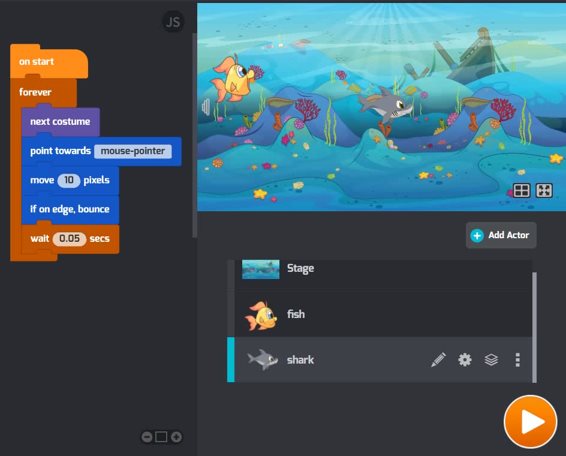 JS
on start
forever
next costume
point towards mouse-pointer
move 10 pixels
If on edge, bounce
wait 0.05 secs
Add Actor
Stage
fish
shark